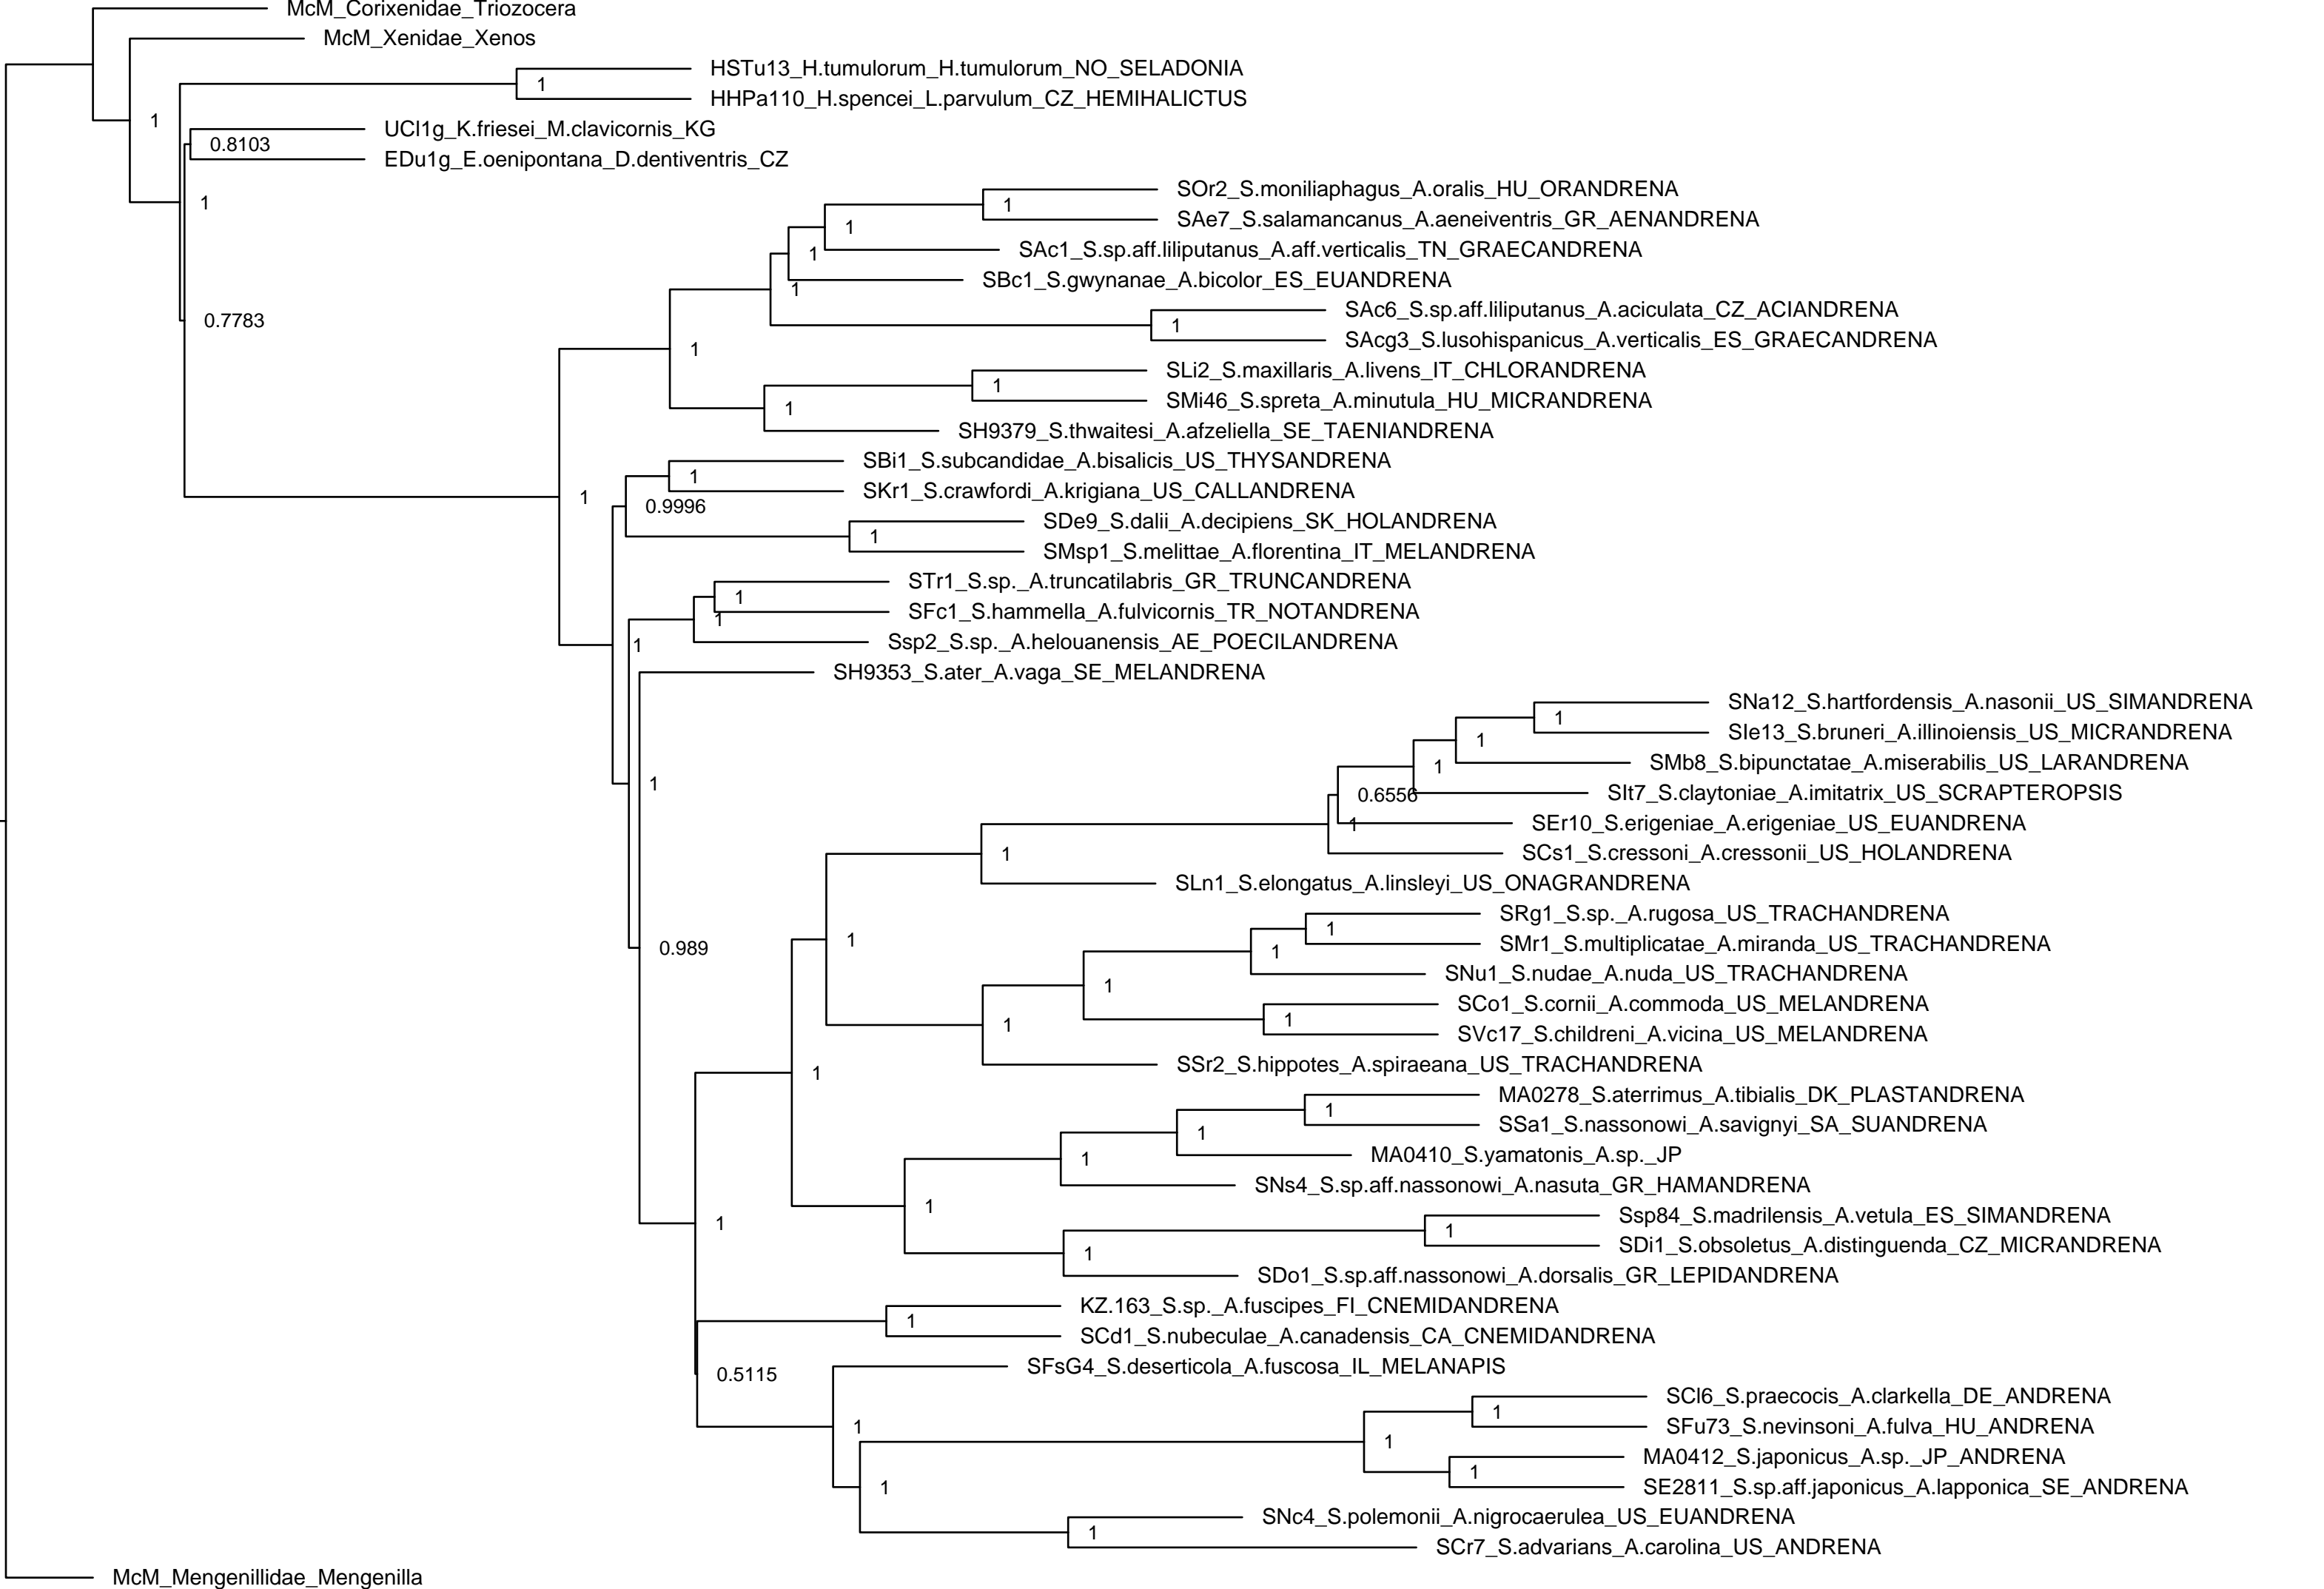 McM_Corixenidae_Triozocera
McM_Xenidae_Xenos
HSTu13_H.tumulorum_H.tumulorum_NO_SELADONIA
1
HHPa110_H.spencei_L.parvulum_CZ_HEMIHALICTUS
1
UCl1g_K.friesei_M.clavicornis_KG
0.8103
EDu1g_E.oenipontana_D.dentiventris_CZ
SOr2_S.moniliaphagus_A.oralis_HU_ORANDRENA
1
1
SAe7_S.salamancanus_A.aeneiventris_GR_AENANDRENA
1
SAc1_S.sp.aff.liliputanus_A.aff.verticalis_TN_GRAECANDRENA
1
SBc1_S.gwynanae_A.bicolor_ES_EUANDRENA
1
SAc6_S.sp.aff.liliputanus_A.aciculata_CZ_ACIANDRENA
0.7783
1
SAcg3_S.lusohispanicus_A.verticalis_ES_GRAECANDRENA
1
SLi2_S.maxillaris_A.livens_IT_CHLORANDRENA
1
SMi46_S.spreta_A.minutula_HU_MICRANDRENA
1
SH9379_S.thwaitesi_A.afzeliella_SE_TAENIANDRENA
SBi1_S.subcandidae_A.bisalicis_US_THYSANDRENA
1
SKr1_S.crawfordi_A.krigiana_US_CALLANDRENA
1
0.9996
SDe9_S.dalii_A.decipiens_SK_HOLANDRENA
1
SMsp1_S.melittae_A.florentina_IT_MELANDRENA
STr1_S.sp._A.truncatilabris_GR_TRUNCANDRENA
1
SFc1_S.hammella_A.fulvicornis_TR_NOTANDRENA
1
Ssp2_S.sp._A.helouanensis_AE_POECILANDRENA
1
SH9353_S.ater_A.vaga_SE_MELANDRENA
SNa12_S.hartfordensis_A.nasonii_US_SIMANDRENA
1
SIe13_S.bruneri_A.illinoiensis_US_MICRANDRENA
1
SMb8_S.bipunctatae_A.miserabilis_US_LARANDRENA
1
1
SIt7_S.claytoniae_A.imitatrix_US_SCRAPTEROPSIS
0.6556
SEr10_S.erigeniae_A.erigeniae_US_EUANDRENA
1
SCs1_S.cressoni_A.cressonii_US_HOLANDRENA
1
SLn1_S.elongatus_A.linsleyi_US_ONAGRANDRENA
SRg1_S.sp._A.rugosa_US_TRACHANDRENA
1
1
SMr1_S.multiplicatae_A.miranda_US_TRACHANDRENA
0.989
1
SNu1_S.nudae_A.nuda_US_TRACHANDRENA
1
SCo1_S.cornii_A.commoda_US_MELANDRENA
1
1
SVc17_S.childreni_A.vicina_US_MELANDRENA
SSr2_S.hippotes_A.spiraeana_US_TRACHANDRENA
1
MA0278_S.aterrimus_A.tibialis_DK_PLASTANDRENA
1
SSa1_S.nassonowi_A.savignyi_SA_SUANDRENA
1
MA0410_S.yamatonis_A.sp._JP
1
SNs4_S.sp.aff.nassonowi_A.nasuta_GR_HAMANDRENA
1
Ssp84_S.madrilensis_A.vetula_ES_SIMANDRENA
1
1
SDi1_S.obsoletus_A.distinguenda_CZ_MICRANDRENA
1
SDo1_S.sp.aff.nassonowi_A.dorsalis_GR_LEPIDANDRENA
KZ.163_S.sp._A.fuscipes_FI_CNEMIDANDRENA
1
SCd1_S.nubeculae_A.canadensis_CA_CNEMIDANDRENA
SFsG4_S.deserticola_A.fuscosa_IL_MELANAPIS
0.5115
SCl6_S.praecocis_A.clarkella_DE_ANDRENA
1
SFu73_S.nevinsoni_A.fulva_HU_ANDRENA
1
1
MA0412_S.japonicus_A.sp._JP_ANDRENA
1
SE2811_S.sp.aff.japonicus_A.lapponica_SE_ANDRENA
1
SNc4_S.polemonii_A.nigrocaerulea_US_EUANDRENA
1
SCr7_S.advarians_A.carolina_US_ANDRENA
McM_Mengenillidae_Mengenilla